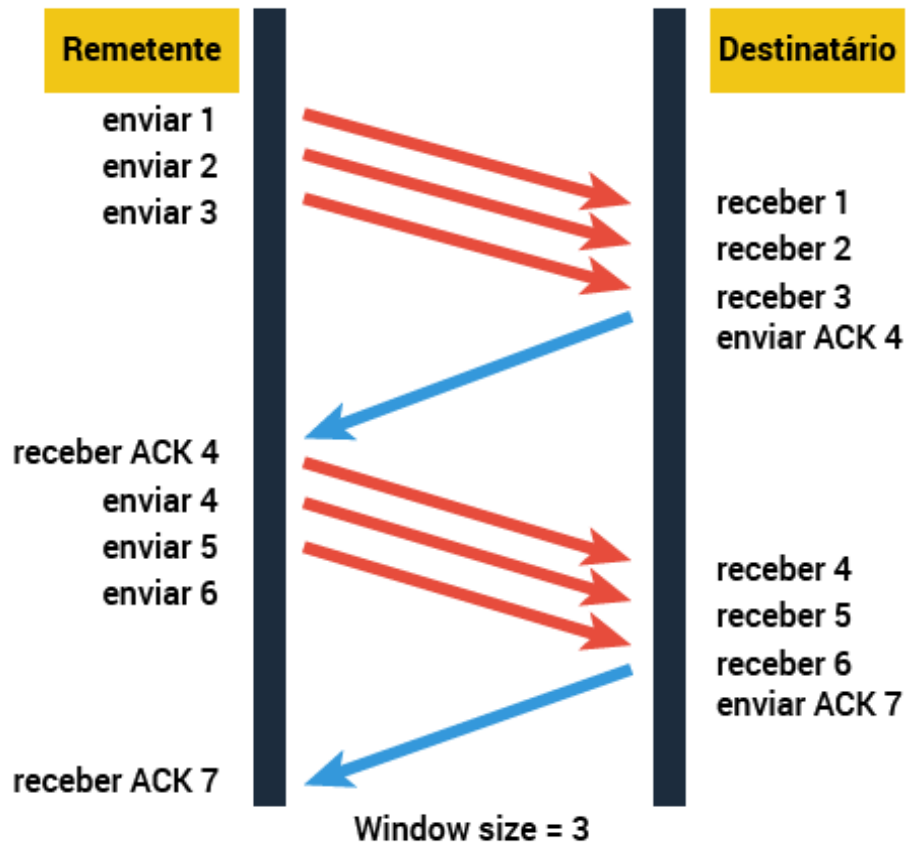 Remetente
Destinatário
enviar 1
enviar 2
enviar 3
receber 1
receber 2
receber 3
enviar ACK 4
receber ACK 4
enviar 4
enviar 5
enviar 6
receber 4
receber 5
receber 6
enviar ACK 7
receber ACK 7
Window size = 3